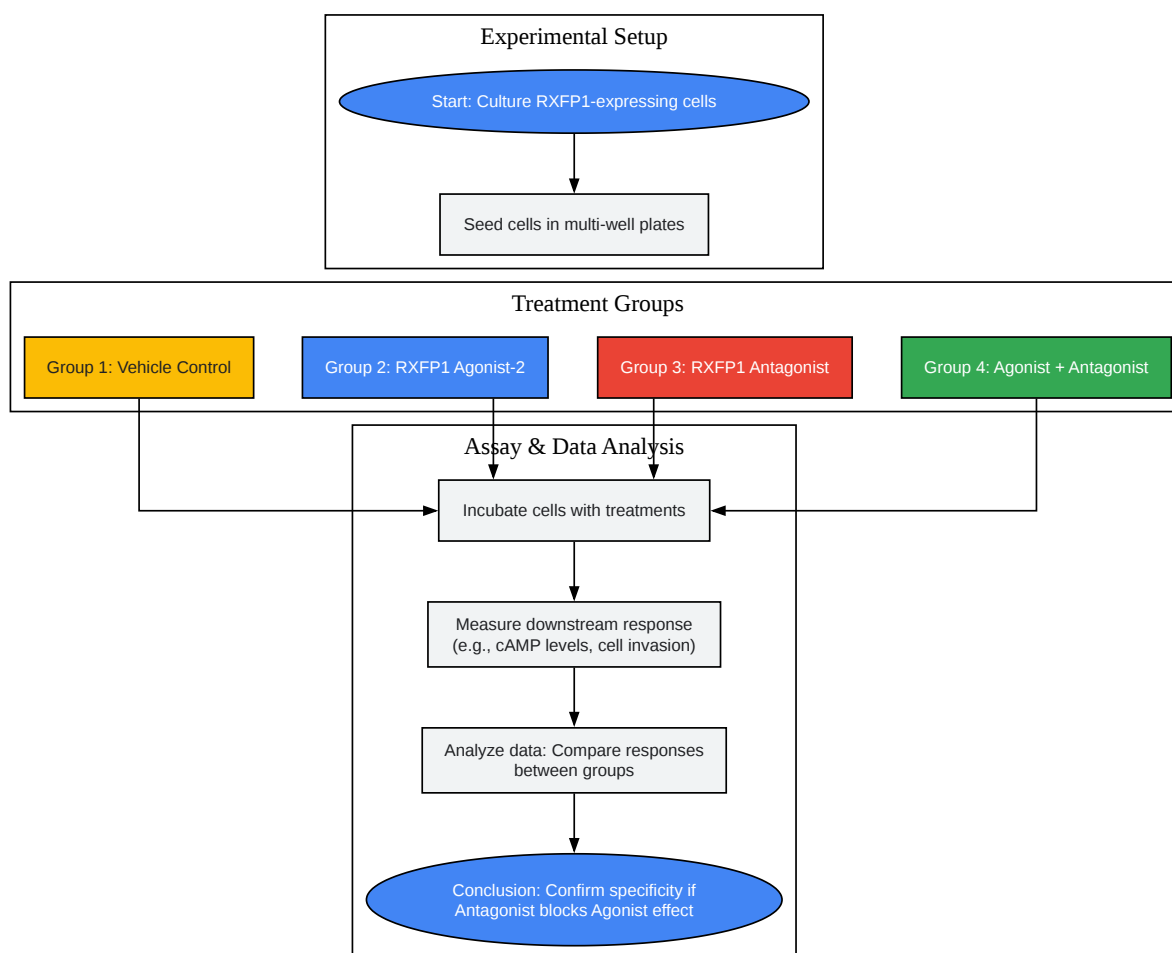 Experimental Setup
Start: Culture RXFP1-expressing cells
Seed cells in multi-well plates
Treatment Groups
Group 1: Vehicle Control
Group 2: RXFP1 Agonist-2
Group 3: RXFP1 Antagonist
Group 4: Agonist + Antagonist
Assay & Data Analysis
Incubate cells with treatments
Measure downstream response
(e.g., cAMP levels, cell invasion)
Analyze data: Compare responses
between groups
Conclusion: Confirm specificity if
Antagonist blocks Agonist effect